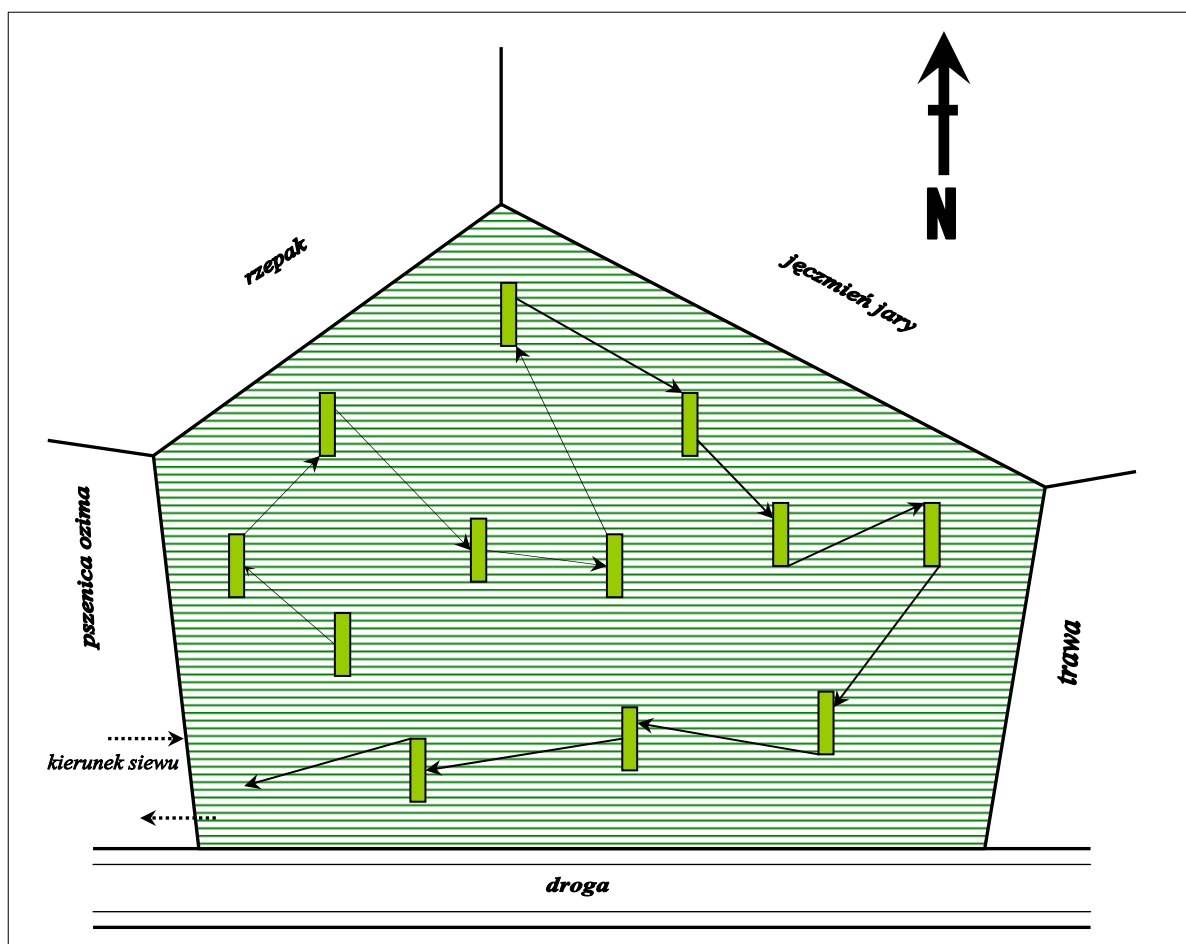 N
rzepak
jęczmień jary
pszenica ozima
trawa
kierunek siewu
droga